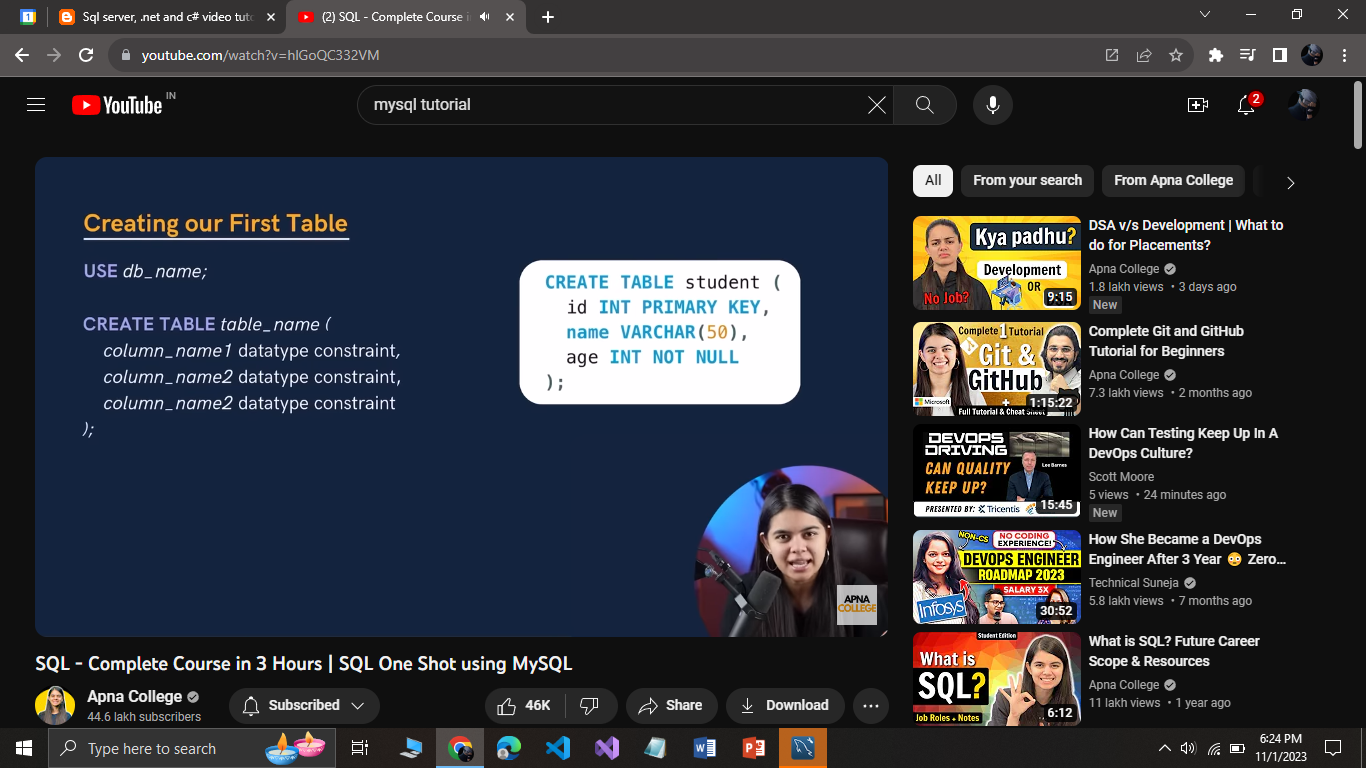 Sql server, .net and c# video tut
(2) SQL - Complete Course i
youtube.com/watch?v=hlGoQC332VM
YouTube IN
mysql tutorial
2
Creating our First Table
USE db_name;
CREATE TABLE table_name (
column_name1 datatype constraint,
column_name2 datatype constraint,
column_name2 datatype constraint
);
CREATE TABLE student (
id INT PRIMARY KEY,
name VARCHAR(50),
age INT NOT NULL
);
APNA
COLLEGE
SQL - Complete Course in 3 Hours | SQL One Shot using MySQL
Apna College
44.6 lakh subscribers
Subscribed
46K
Share
Download
All
From your search
From Apna College
Kya padhu?
Development
OR
No Job?
9:15
DSA v/s Development | What to
do for Placements?
Apna College
1.8 lakh views • 3 days ago
New
Complete 1 Tutorial
Git &
GitHub
Microsoft
+
Full Tutorial & Cheat Sheet
1:15:22
Complete Git and GitHub
Tutorial for Beginners
Apna College
7.3 lakh views • 2 months ago
DEVOPS
DRIVING
CAN QUALITY
KEEP UP?
Lee Barnes
PRESENTED BY: Tricentis
15:45
How Can Testing Keep Up In A
DevOps Culture?
Scott Moore
5 views • 24 minutes ago
New
NON-CS
NO CODING
EXPERIENCE!
DEVOPS ENGINEER
ROADMAP 2023
SALARY 3X
Infosys
30:52
How She Became a DevOps
Engineer After 3 Year 😳 Zero...
Technical Suneja
5.8 lakh views • 7 months ago
Student Edition
What is
SQL?
Job Roles + Notes
6:12
What is SQL? Future Career
Scope & Resources
Apna College
11 lakh views • 1 year ago
Type here to search
6:24 PM
11/1/2023